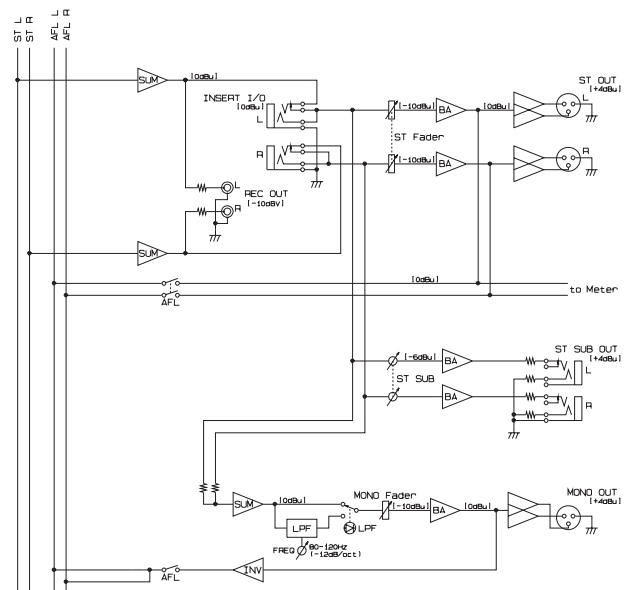 ST L
ST R
AFL L
AFL R
SUM
[0dBu]
INSERT I/O
[0dBu]
L
R
[-10dBu]
BA
[0dBu]
ST OUT
[+4dBu]
L
ST Fader
[-10dBu]
BA
R
L
REC OUT
R
[-10dBV]
SUM
[0dBu]
to Meter
AFL
[-6dBu]
BA
ST SUB OUT
[+4dBu]
L
ST SUB
BA
R
SUM
[0dBu]
MONO Fader
[-10dBu]
BA
[0dBu]
MONO OUT
[+4dBu]
LPF
LPF
FREQ
80-120Hz
[-12dB/oct]
AFL
INV